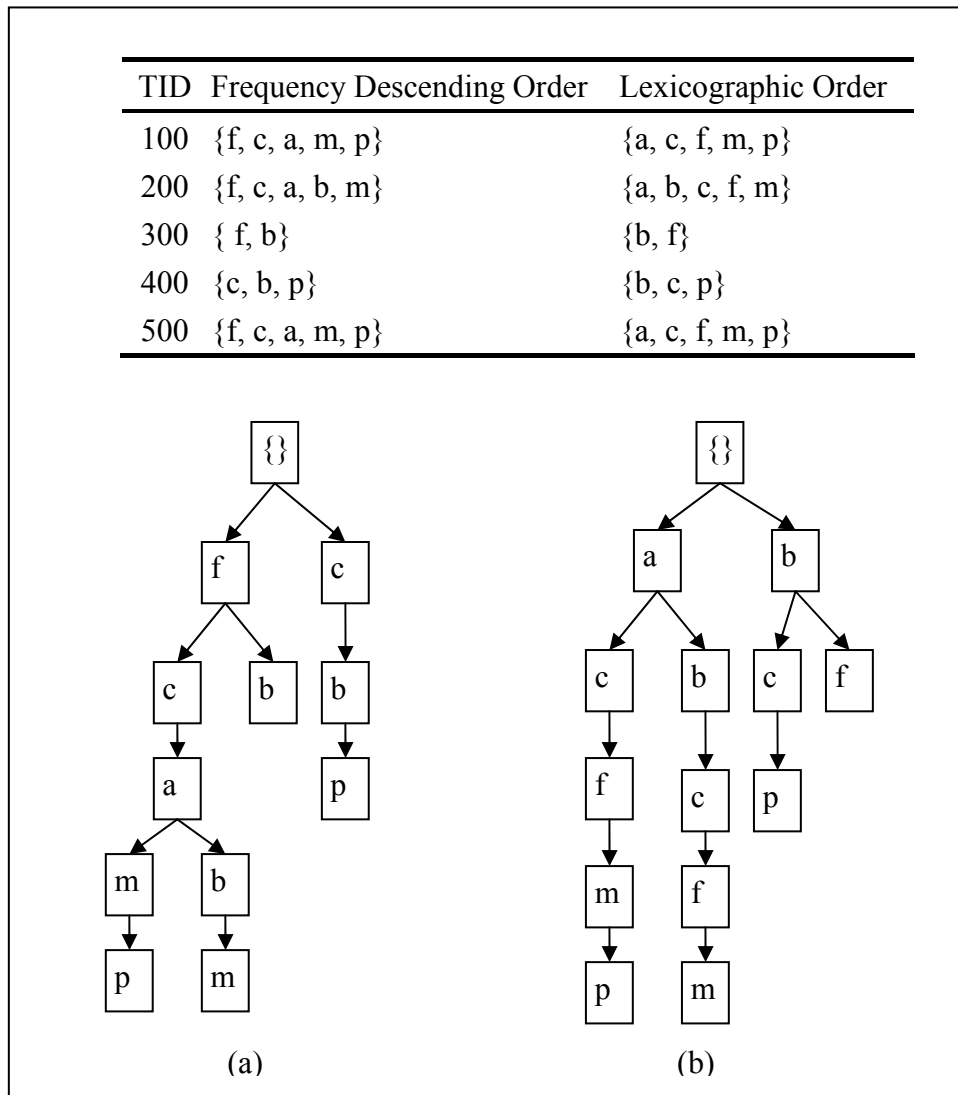 TID Frequency Descending Order Lexicographic Order
100 {f, c, a, m, p} {a, c, f, m, p}
200 {f, c, a, b, m} {a, b, c, f, m}
300 { f, b} {b, f}
400 {c, b, p} {b, c, p}
500 {f, c, a, m, p} {a, c, f, m, p}
{} {}
f c a b
c b b c b c f
a p f c p
m b m f
p m p m
(a) (b)